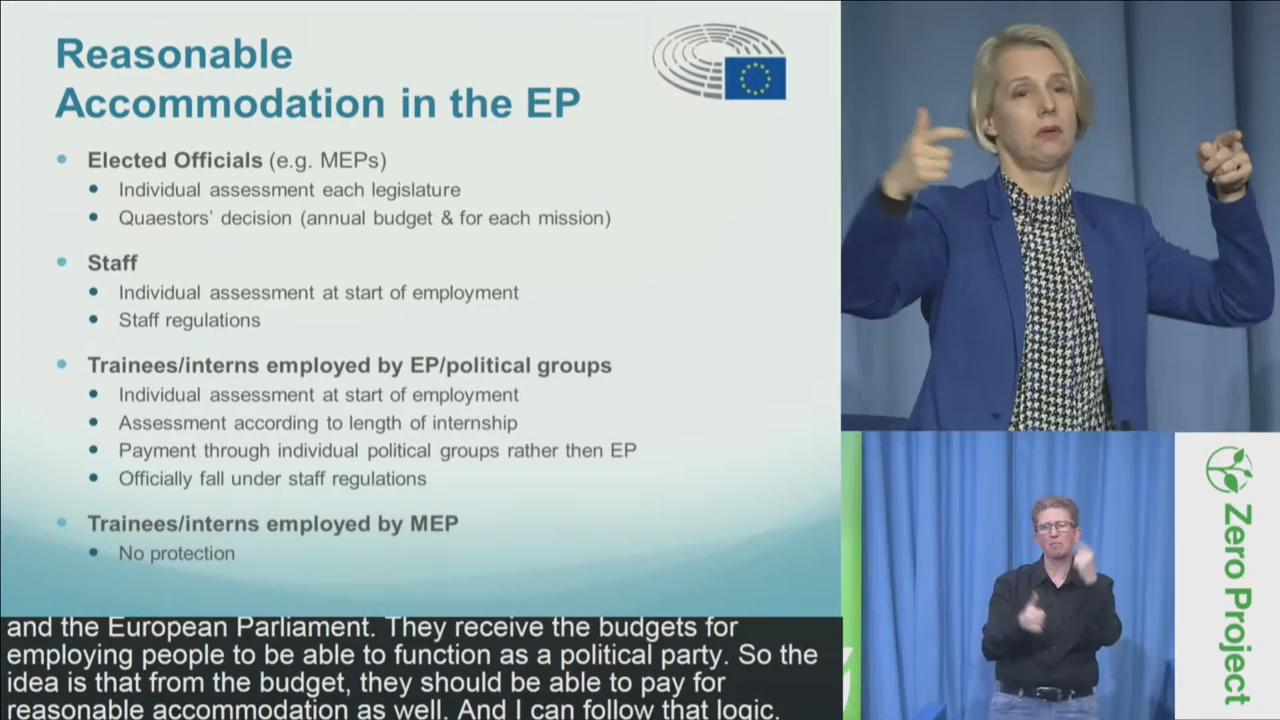 Reasonable
Accommodation in the EP
• Elected Officials (e.g. MEPs)
• Individual assessment each legislature
• Quaestors' decision (annual budget & for each mission)
• Staff
• Individual assessment at start of employment
• Staff regulations
• Trainees/interns employed by EP/political groups
• Individual assessment at start of employment
• Assessment according to length of internship
• Payment through individual political groups rather then EP
• Officially fall under staff regulations
• Trainees/interns employed by MEP
• No protection
and the European Parliament. They receive the budgets for
employing people to be able to function as a political party. So the
idea is that from the budget, they should be able to pay for
reasonable accommodation as well. And I can follow that logic,
Zero Project